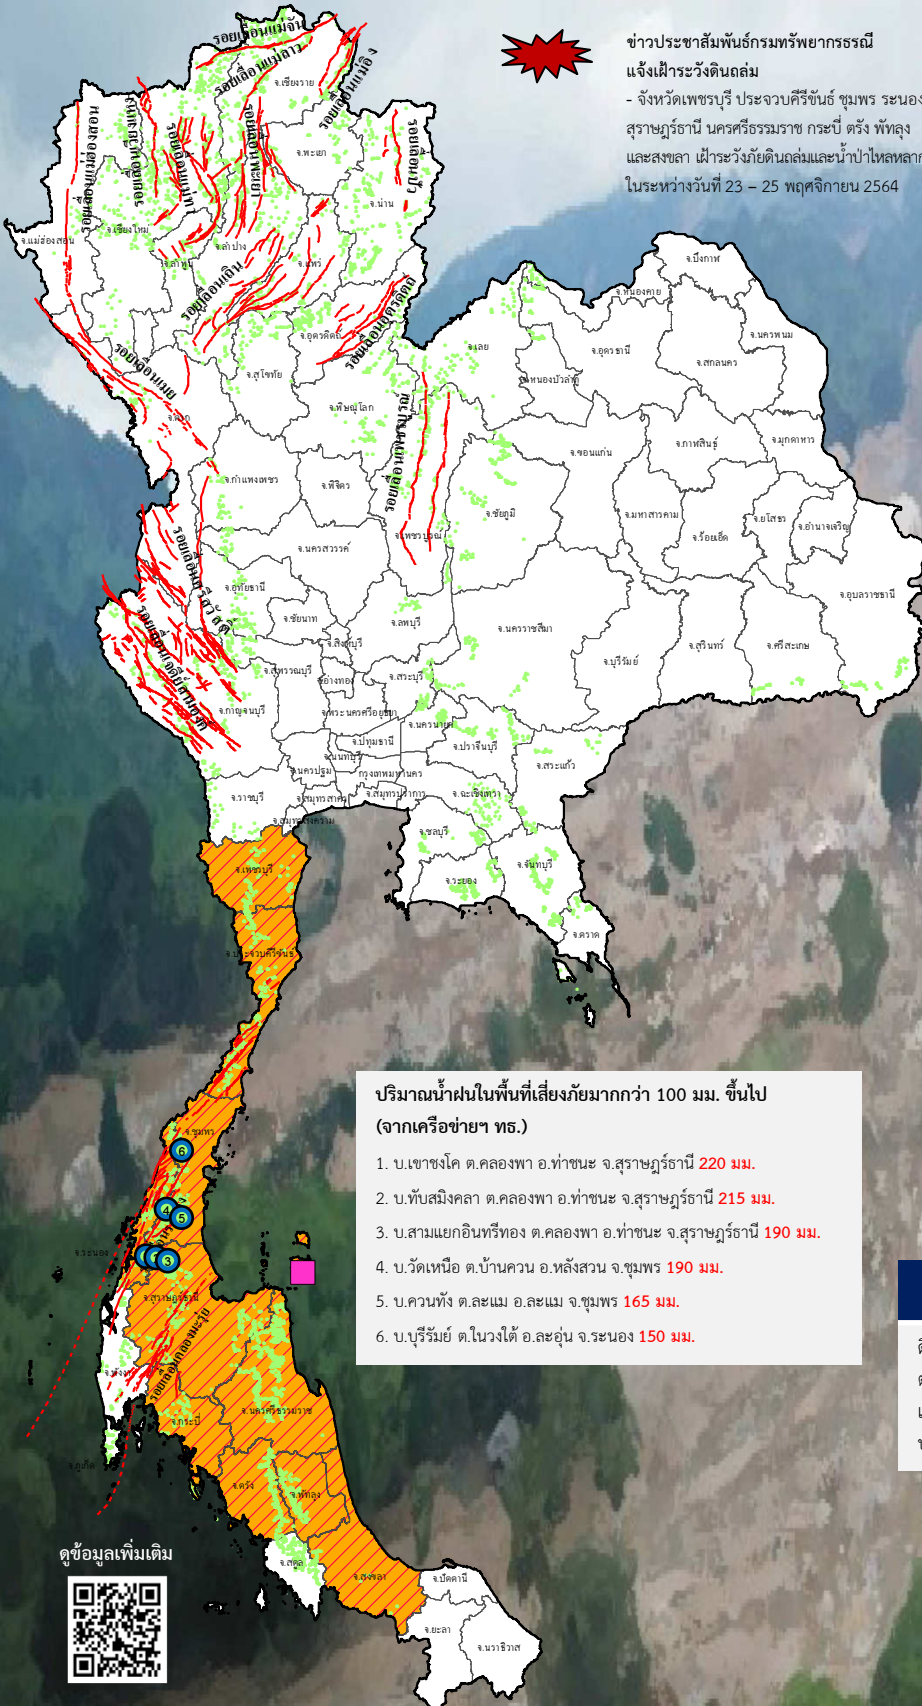 ข่าวประชาสัมพันธ์กรมทรัพยากรธรณี
แจ้งเฝ้าระวังดินถล่ม
- จังหวัดเพชรบุรี ประจวบคีรีขันธ์ ชุมพร ระนอง
สุราษฎร์ธานี นครศรีธรรมราช กระบี่ ตรัง พัทลุง
และสงขลา เฝ้าระวังภัยดินถล่มและน้ำป่าไหลหลาก
ในระหว่างวันที่ 23 – 25 พฤศจิกายน 2564
รอยเลื่อนแม่จัน
รอยเลื่อนแม่ลาว
รอยเลื่อนแม่อิง
รอยเลื่อนแม่ฮ่องสอน
รอยเลื่อนแม่ทา
รอยเลื่อนพะเยา
รอยเลื่อนปัว
รอยเลื่อนเถิน
รอยเลื่อนอุตรดิตถ์
รอยเลื่อนเมย
รอยเลื่อนเพชรบูรณ์
รอยเลื่อนศรีสวัสดิ์
รอยเลื่อนเจดีย์สามองค์
รอยเลื่อนคลองมะรุ่ย
จ.เชียงราย
จ.พะเยา
จ.น่าน
จ.แม่ฮ่องสอน
จ.เชียงใหม่
จ.ลำปาง
จ.ลำพูน
จ.แพร่
จ.อุตรดิตถ์
จ.สุโขทัย
จ.ตาก
จ.พิษณุโลก
จ.เลย
จ.บึงกาฬ
จ.หนองคาย
จ.นครพนม
จ.อุดรธานี
จ.สกลนคร
จ.หนองบัวลำภู
จ.ขอนแก่น
จ.กาฬสินธุ์
จ.มุกดาหาร
จ.กำแพงเพชร
จ.พิจิตร
จ.เพชรบูรณ์
จ.ชัยภูมิ
จ.มหาสารคาม
จ.ร้อยเอ็ด
จ.ยโสธร
จ.อำนาจเจริญ
จ.นครสวรรค์
จ.อุทัยธานี
จ.ชัยนาท
จ.ลพบุรี
จ.นครราชสีมา
จ.บุรีรัมย์
จ.สุรินทร์
จ.ศรีสะเกษ
จ.อุบลราชธานี
จ.สิงห์บุรี
จ.สุพรรณบุรี
จ.อ่างทอง
จ.สระบุรี
จ.กาญจนบุรี
จ.พระนครศรีอยุธยา
จ.นครนายก
จ.ปทุมธานี
จ.ปราจีนบุรี
จ.นนทบุรี
จ.นครปฐม
กรุงเทพมหานคร
จ.สระแก้ว
จ.ราชบุรี
จ.สมุทรสาคร
จ.สมุทรปราการ
จ.ฉะเชิงเทรา
จ.สมุทรสงคราม
จ.ชลบุรี
จ.เพชรบุรี
จ.ระยอง
จ.จันทบุรี
จ.ตราด
จ.ประจวบคีรีขันธ์
จ.ชุมพร
จ.ระนอง
จ.สุราษฎร์ธานี
จ.พังงา
จ.กระบี่
จ.นครศรีธรรมราช
จ.ภูเก็ต
จ.ตรัง
จ.พัทลุง
จ.สตูล
จ.สงขลา
จ.ปัตตานี
จ.ยะลา
จ.นราธิวาส
6
4
5
3
ปริมาณน้ำฝนในพื้นที่เสี่ยงภัยมากกว่า 100 มม. ขึ้นไป
(จากเครือข่ายฯ ทธ.)
1. บ.เขาชงโค ต.คลองพา อ.ท่าชนะ จ.สุราษฎร์ธานี 220 มม.
2. บ.ทับสมิงคลา ต.คลองพา อ.ท่าชนะ จ.สุราษฎร์ธานี 215 มม.
3. บ.สามแยกอินทรีทอง ต.คลองพา อ.ท่าชนะ จ.สุราษฎร์ธานี 190 มม.
4. บ.วัดเหนือ ต.บ้านควน อ.หลังสวน จ.ชุมพร 190 มม.
5. บ.ควนทัง ต.ละแม อ.ละแม จ.ชุมพร 165 มม.
6. บ.บุรีรัมย์ ต.ในวงใต้ อ.ละอุ่น จ.ระนอง 150 มม.
ดูข้อมูลเพิ่มเติม